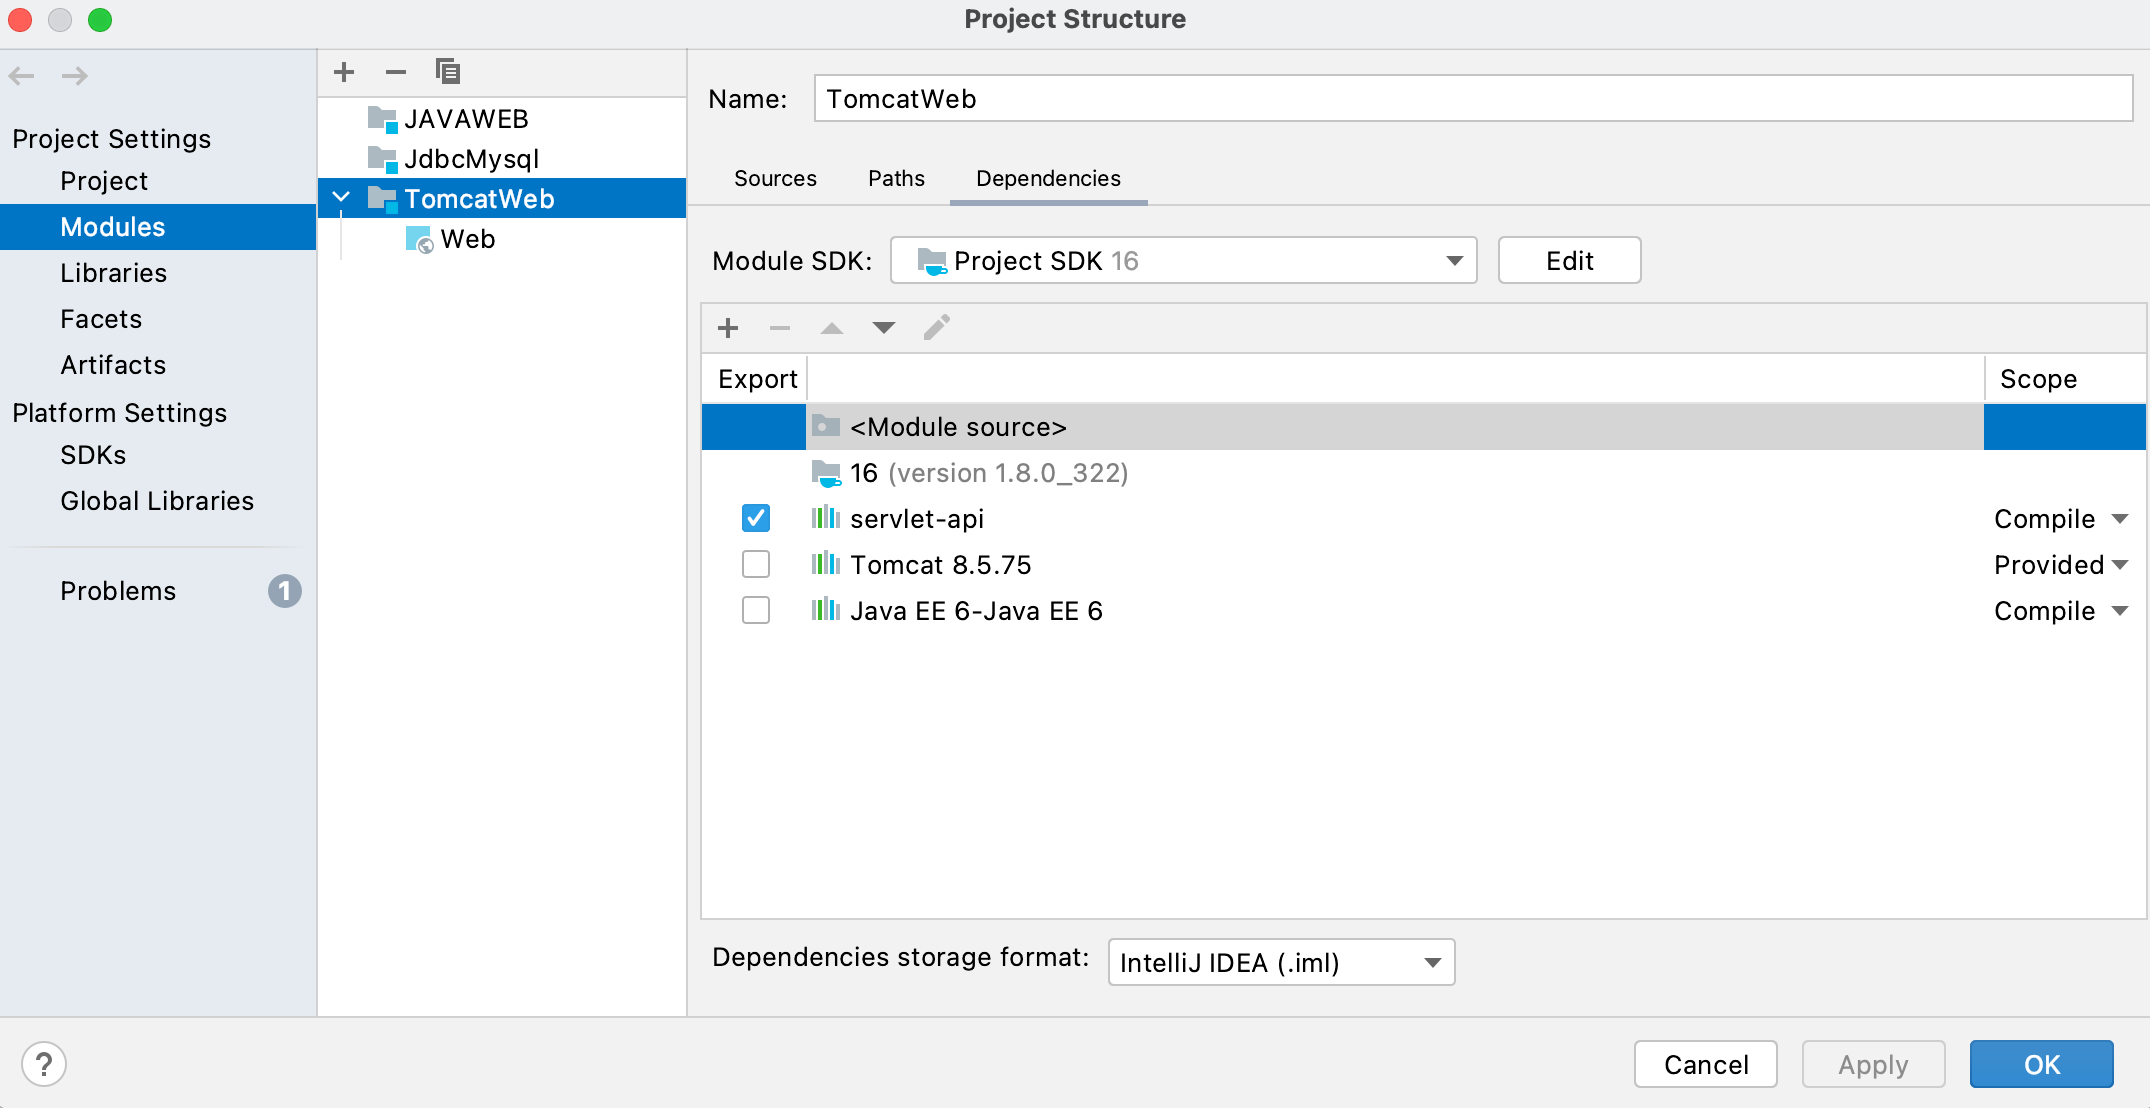 Project Structure
Project Settings
Project
Modules
Libraries
Facets
Artifacts
Platform Settings
SDKs
Global Libraries
Problems 1
JAVAWEB
JdbcMysql
TomcatWeb
Web
Name: TomcatWeb
Sources Paths Dependencies
Module SDK: Project SDK 16 Edit
Export Scope
<Module source>
16 (version 1.8.0_322)
servlet-api Compile
Tomcat 8.5.75 Provided
Java EE 6-Java EE 6 Compile
Dependencies storage format: IntelliJ IDEA (.iml)
? Cancel Apply OK